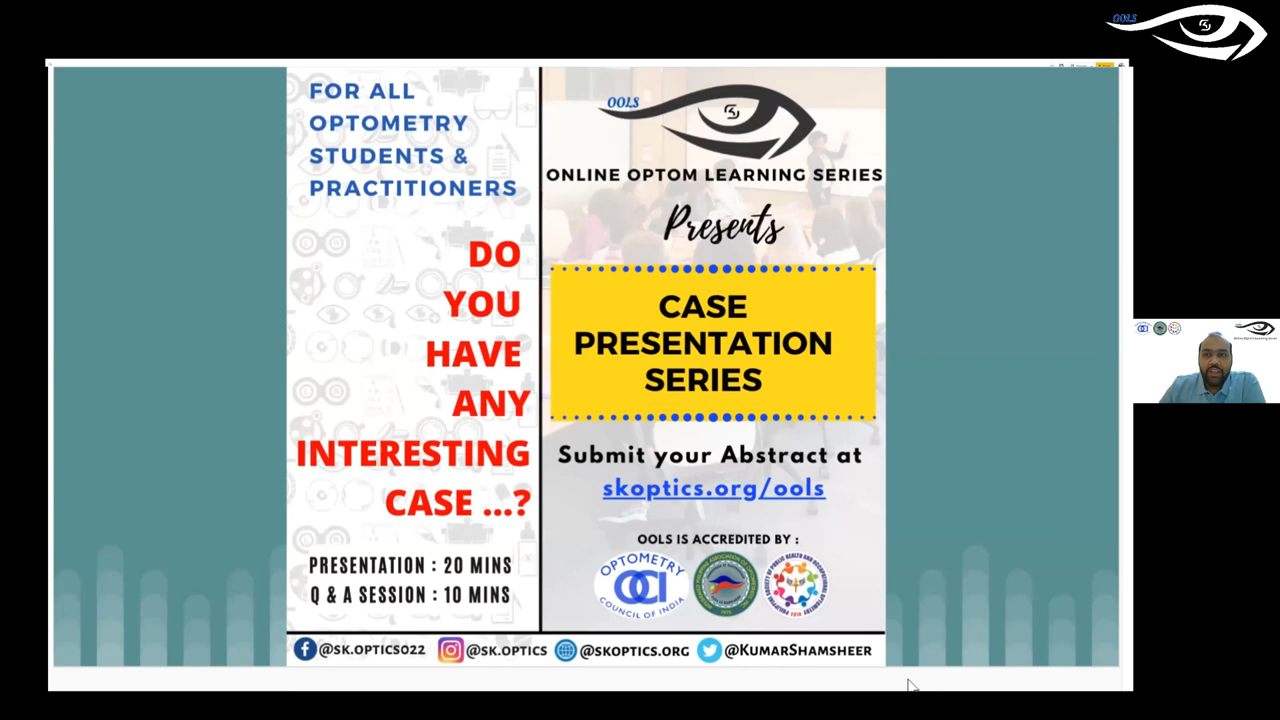 OOLS
FOR ALL
OPTOMETRY
STUDENTS &
PRACTITIONERS
DO
YOU
HAVE
ANY
INTERESTING
CASE ...?
PRESENTATION : 20 MINS
Q & A SESSION : 10 MINS
OOLS
ONLINE OPTOM LEARNING SERIES
Presents
CASE
PRESENTATION
SERIES
Submit your Abstract at
skoptics.org/ools
OOLS IS ACCREDITED BY :
OPTOMETRY
OCI
COUNCIL OF INDIA
@SK.OPTICS022
@SK.OPTICS
@SKOPTICS.ORG
@KUMARSHAMSHEER